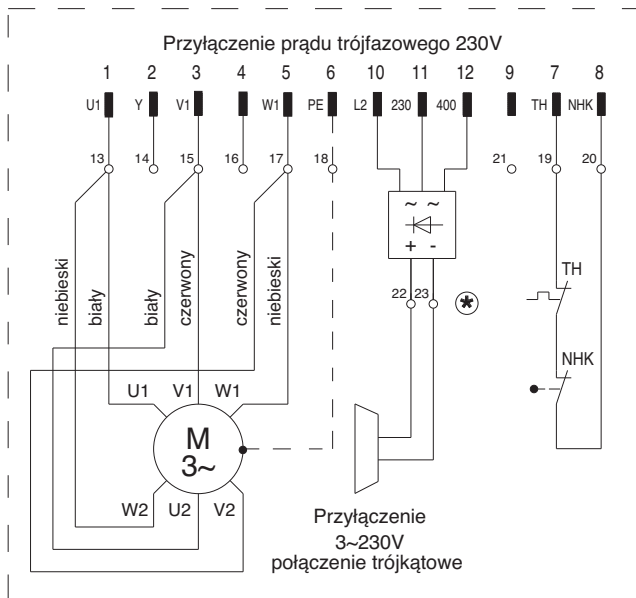 Przyłączenie prądu trójfazowego 230V
1 2 3 4 5 6 10 11 12 9 7 8
U1 Y V1 W1 PE L2 230 400 TH NHK
13 14 15 16 17 18 21 19 20
~ ~
+ -
22 23 *
niebieski
biały
biały
czerwony
czerwony
niebieski
TH
NHK
U1 V1 W1
M
3~
W2 U2 V2
Przyłączenie
3~230V
połączenie trójkątowe